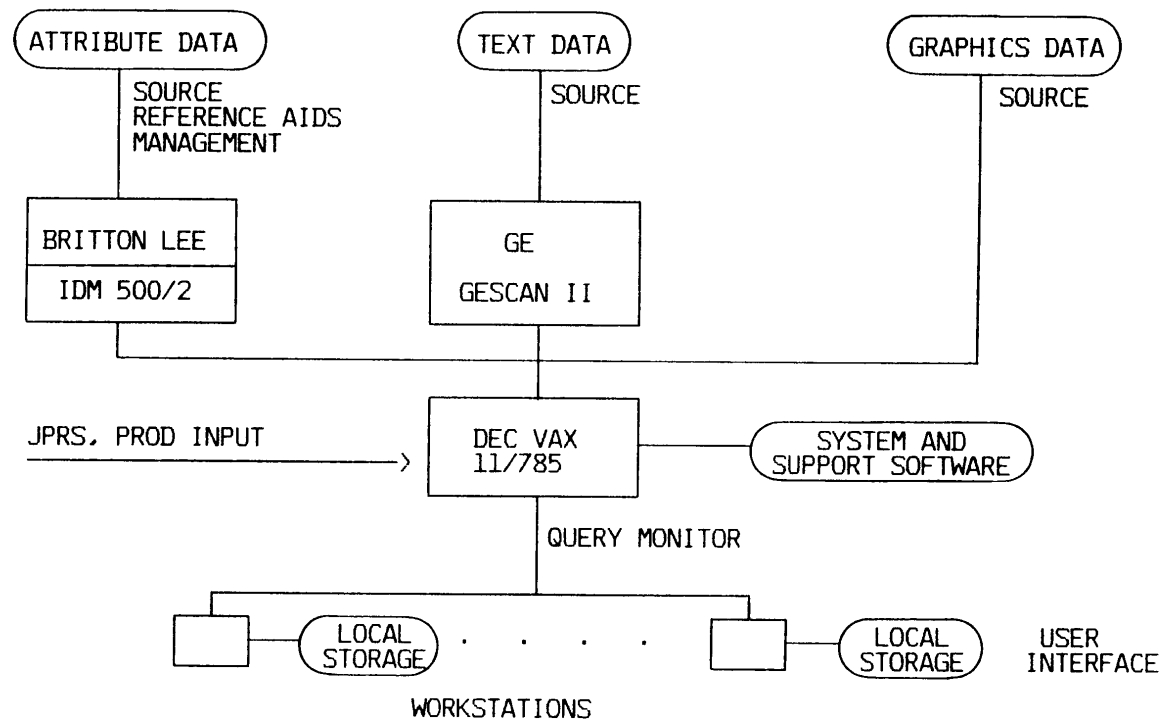 ATTRIBUTE DATA
TEXT DATA
GRAPHICS DATA
SOURCE
REFERENCE AIDS
MANAGEMENT
SOURCE
SOURCE
BRITTON LEE
IDM 500/2
GE
GESCAN II
JPRS, PROD INPUT
DEC VAX
11/785
SYSTEM AND
SUPPORT SOFTWARE
QUERY MONITOR
LOCAL
STORAGE
. . . .
LOCAL
STORAGE
USER
INTERFACE
WORKSTATIONS